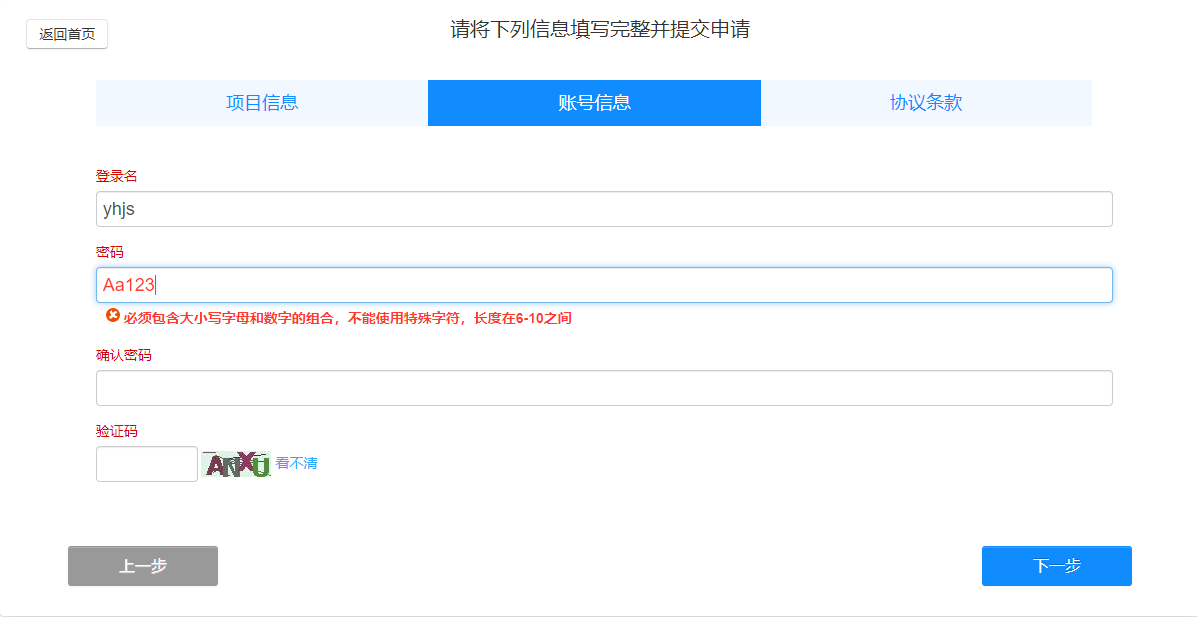 返回首页
请将下列信息填写完整并提交申请
项目信息
账号信息
协议条款
登录名
yhjs
密码
Aa123
必须包含大小写字母和数字的组合，不能使用特殊字符，长度在6-10之间
确认密码
验证码
ANXU 看不清
上一步
下一步